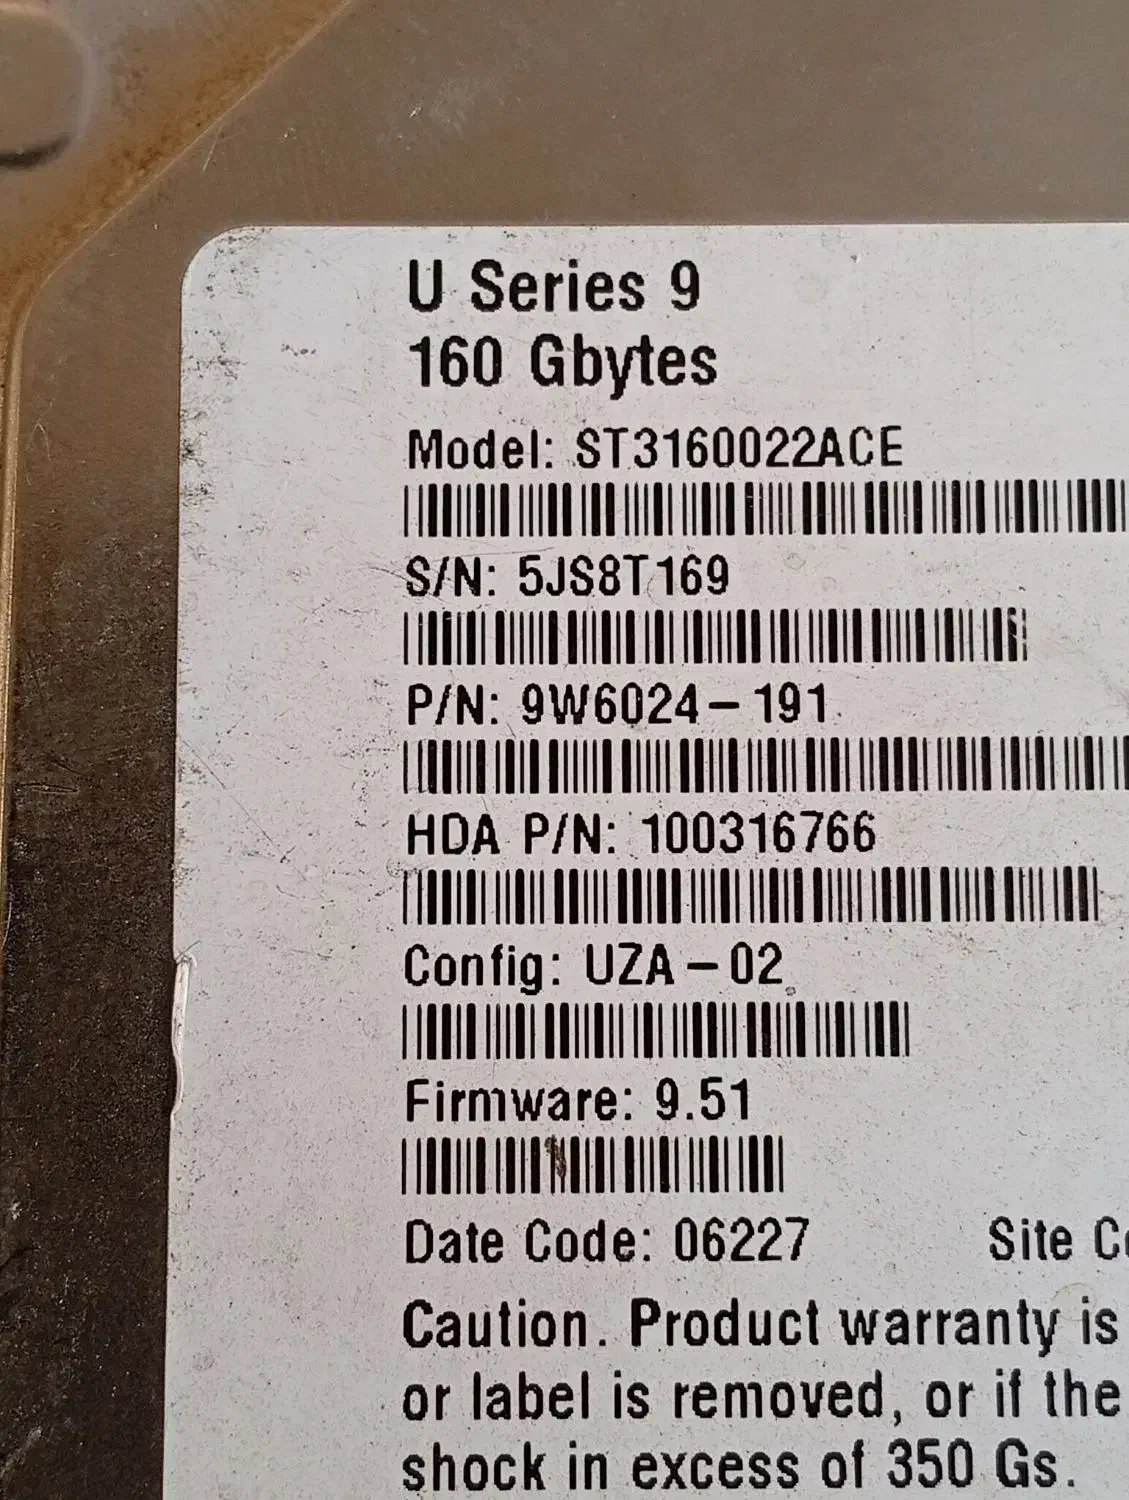 U Series 9
160 Gbytes
Model: ST3160022ACE
S/N: 5JS8T169
P/N: 9W6024-191
HDA P/N: 100316766
Config: UZA-02
Firmware: 9.51
Date Code: 06227 Site
Caution. Product warranty is
or label is removed, or if the
shock in excess of 350 Gs.